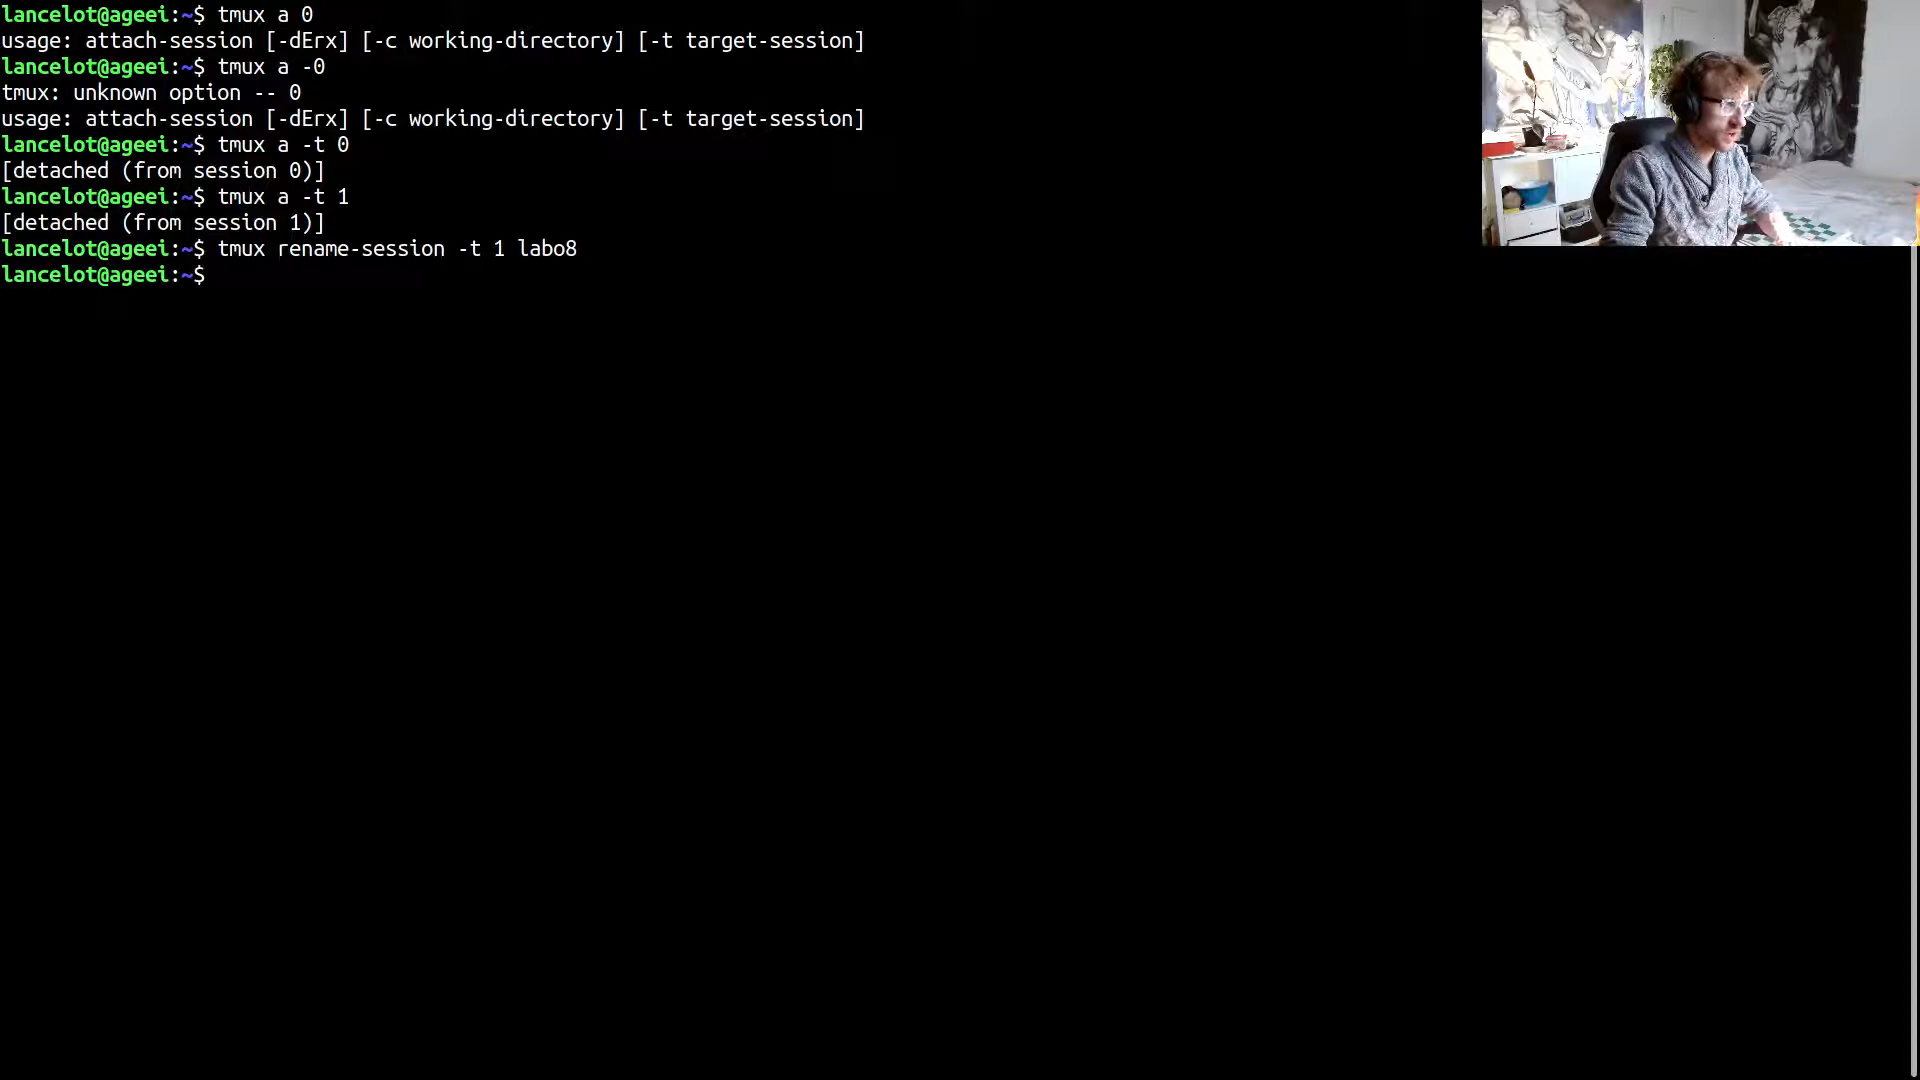 lancelot@ageei:~$ tmux a 0
usage: attach-session [-dErx] [-c working-directory] [-t target-session]
lancelot@ageei:~$ tmux a -0
tmux: unknown option -- 0
usage: attach-session [-dErx] [-c working-directory] [-t target-session]
lancelot@ageei:~$ tmux a -t 0
[detached (from session 0)]
lancelot@ageei:~$ tmux a -t 1
[detached (from session 1)]
lancelot@ageei:~$ tmux rename-session -t 1 labo8
lancelot@ageei:~$